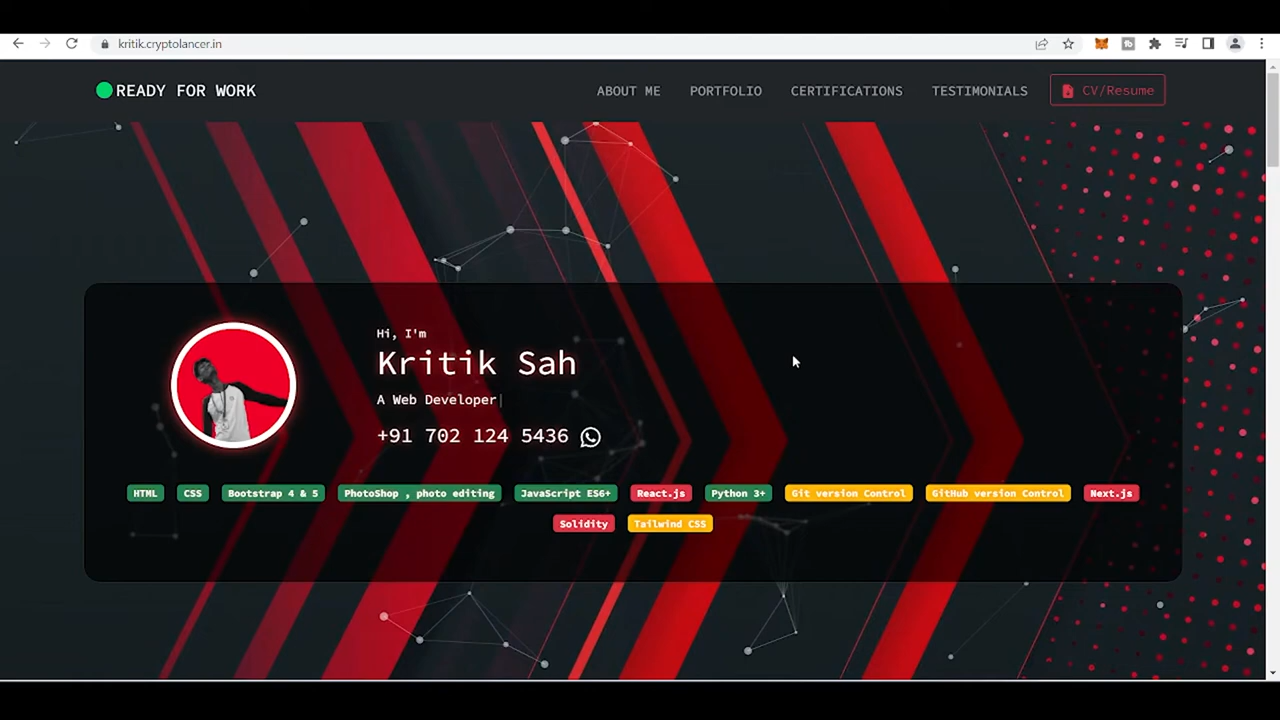 kritik.cryptolancer.in
READY FOR WORK
ABOUT ME
PORTFOLIO
CERTIFICATIONS
TESTIMONIALS
CV/Resume
Hi, I'm
Kritik Sah
A Web Developer|
+91 702 124 5436
HTML CSS Bootstrap 4 & 5 PhotoShop , photo editing JavaScript ES6+ React.js Python 3+ Git version Control GitHub version Control Next.js
Solidity Tailwind CSS